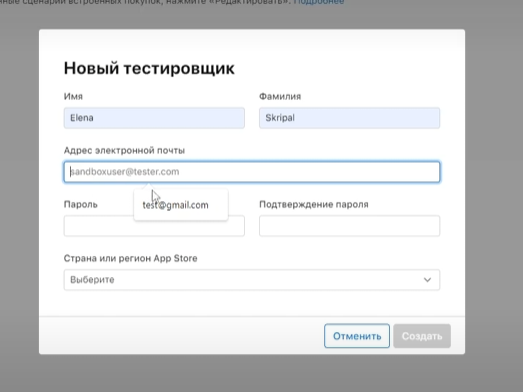 ные сценарии встроенных покупок, нажмите «Редактировать». Подробнее
Новый тестировщик
Имя
Фамилия
Elena
Skripal
Адрес электронной почты
sandboxuser@tester.com
test@gmail.com
Пароль
Подтверждение пароля
Страна или регион App Store
Выберите
Отменить
Создать